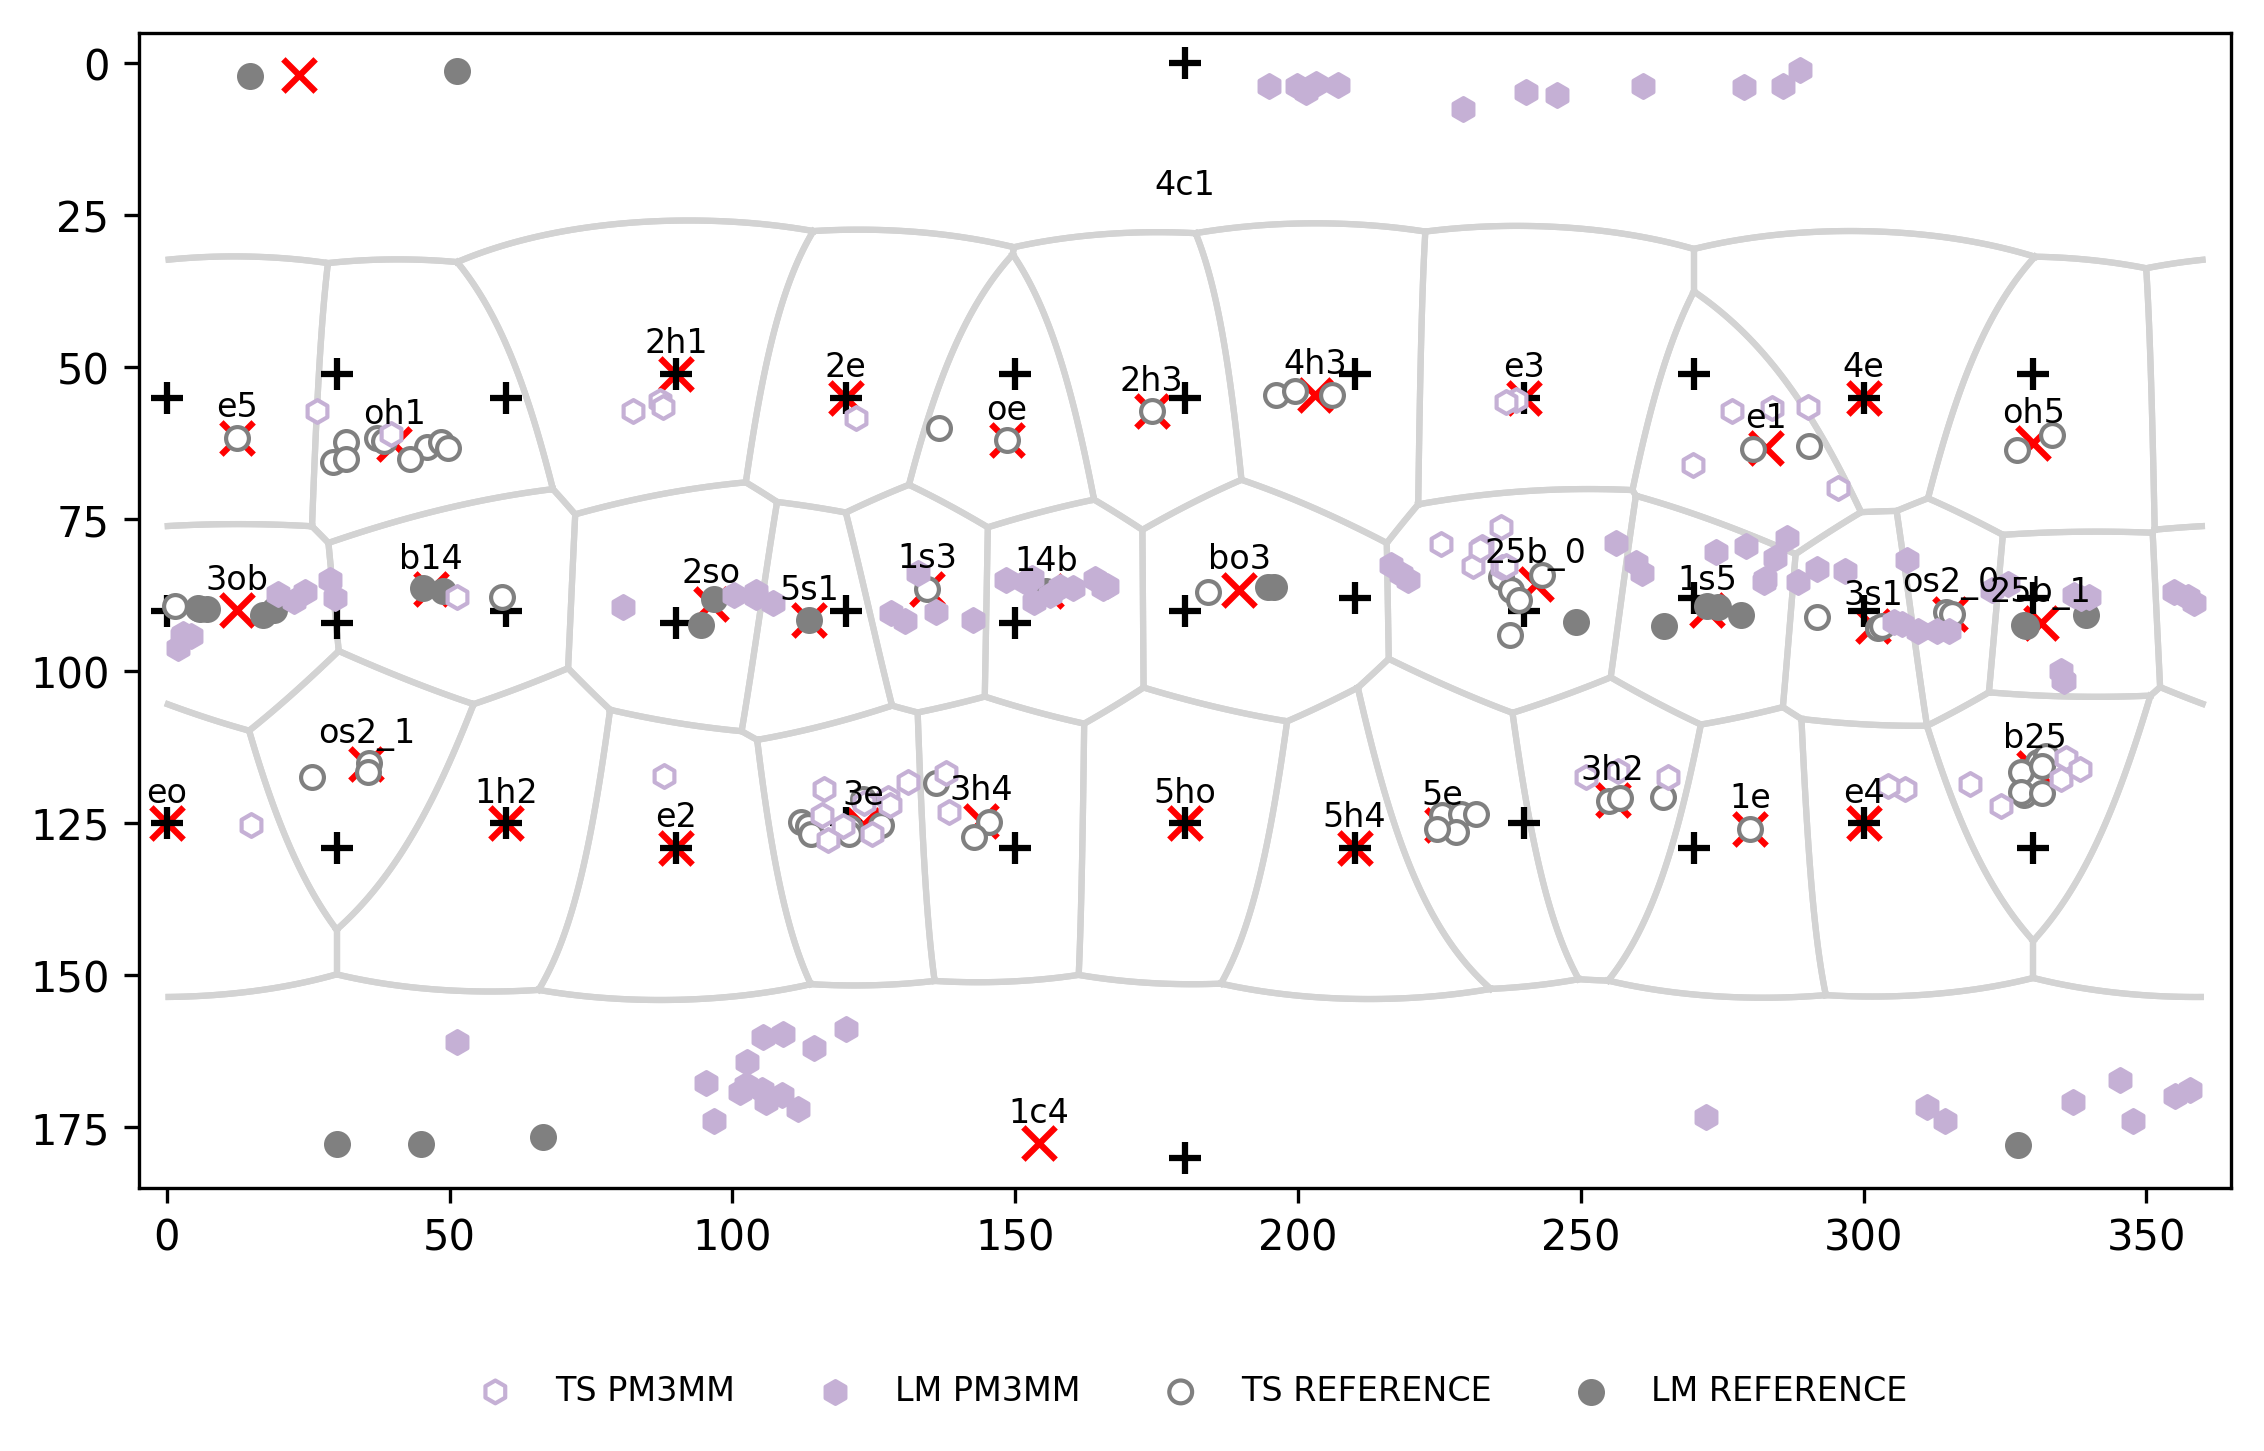 0
25
50
75
100
125
150
175
4c1
2h1
2e
2h3
4h3
e3
4e
e5
oh1
oe
e1
oh5
3ob
b14
2so
5s1
1s3
14b
bo3
25b_0
1s5
3s1
os2_0
25b_1
os2_1
b25
eo
1h2
e2
3e
3h4
5ho
5h4
5e
3h2
1e
e4
1c4
0 50 100 150 200 250 300 350
TS PM3MM LM PM3MM TS REFERENCE LM REFERENCE